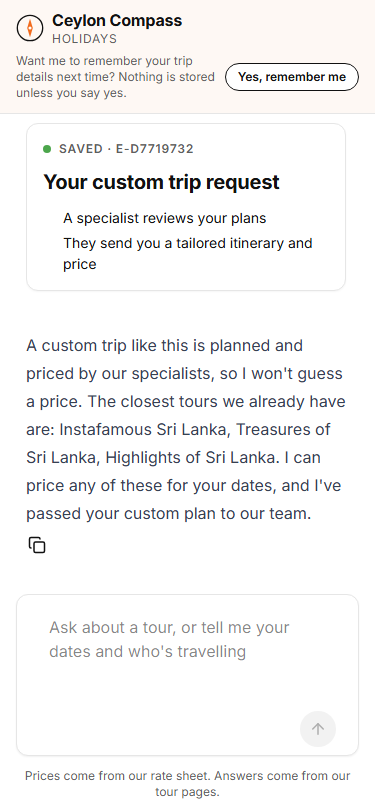 Ceylon Compass
HOLIDAYS
Want me to remember your trip
details next time? Nothing is stored
unless you say yes.
Yes, remember me
SAVED · E-D7719732
Your custom trip request
A specialist reviews your plans
They send you a tailored itinerary and
price
A custom trip like this is planned and
priced by our specialists, so I won't guess
a price. The closest tours we already have
are: Instafamous Sri Lanka, Treasures of
Sri Lanka, Highlights of Sri Lanka. I can
price any of these for your dates, and I've
passed your custom plan to our team.
Ask about a tour, or tell me your
dates and who's travelling
Prices come from our rate sheet. Answers come from our
tour pages.